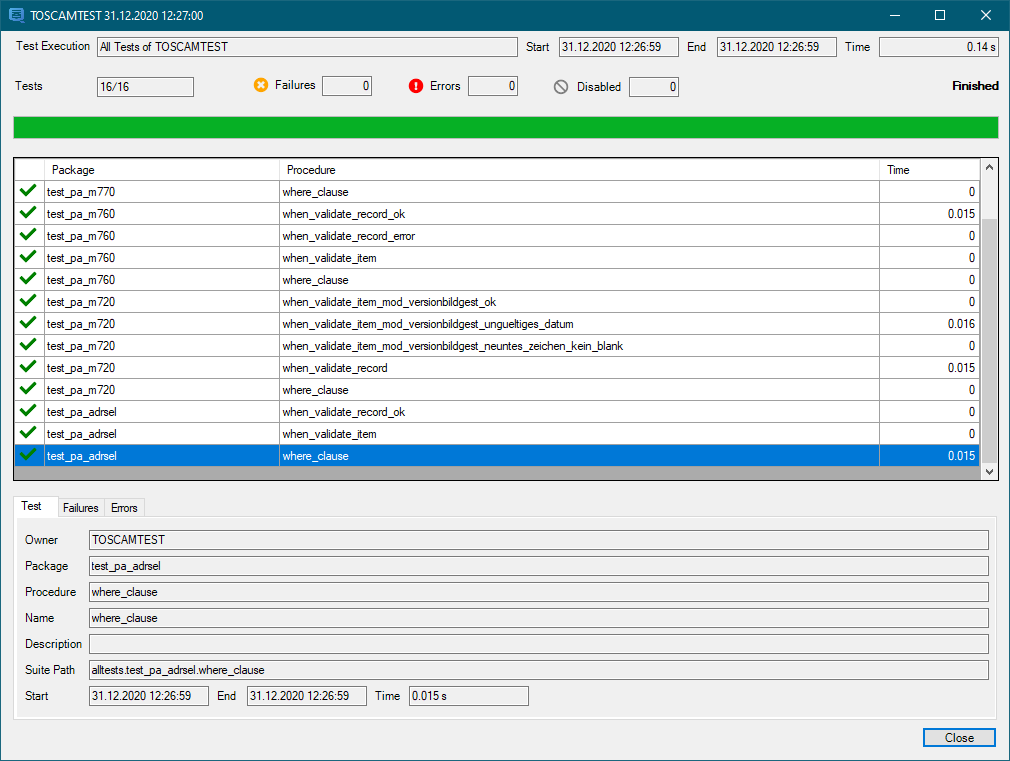 TOSCAMTEST 31.12.2020 12:27:00
Test Execution All Tests of TOSCAMTEST Start 31.12.2020 12:26:59 End 31.12.2020 12:26:59 Time 0.14 s
Tests 16/16 Failures 0 Errors 0 Disabled 0 Finished
Package Procedure Time
test_pa_m770 where_clause 0
test_pa_m760 when_validate_record_ok 0.015
test_pa_m760 when_validate_record_error 0
test_pa_m760 when_validate_item 0
test_pa_m760 where_clause 0
test_pa_m720 when_validate_item_mod_versionbildgest_ok 0
test_pa_m720 when_validate_item_mod_versionbildgest_ungueltiges_datum 0.016
test_pa_m720 when_validate_item_mod_versionbildgest_neuntes_zeichen_kein_blank 0
test_pa_m720 when_validate_record 0.015
test_pa_m720 where_clause 0
test_pa_adrsel when_validate_record_ok 0
test_pa_adrsel when_validate_item 0
test_pa_adrsel where_clause 0.015
Test Failures Errors
Owner TOSCAMTEST
Package test_pa_adrsel
Procedure where_clause
Name where_clause
Description
Suite Path alltests.test_pa_adrsel.where_clause
Start 31.12.2020 12:26:59 End 31.12.2020 12:26:59 Time 0.015 s
Close